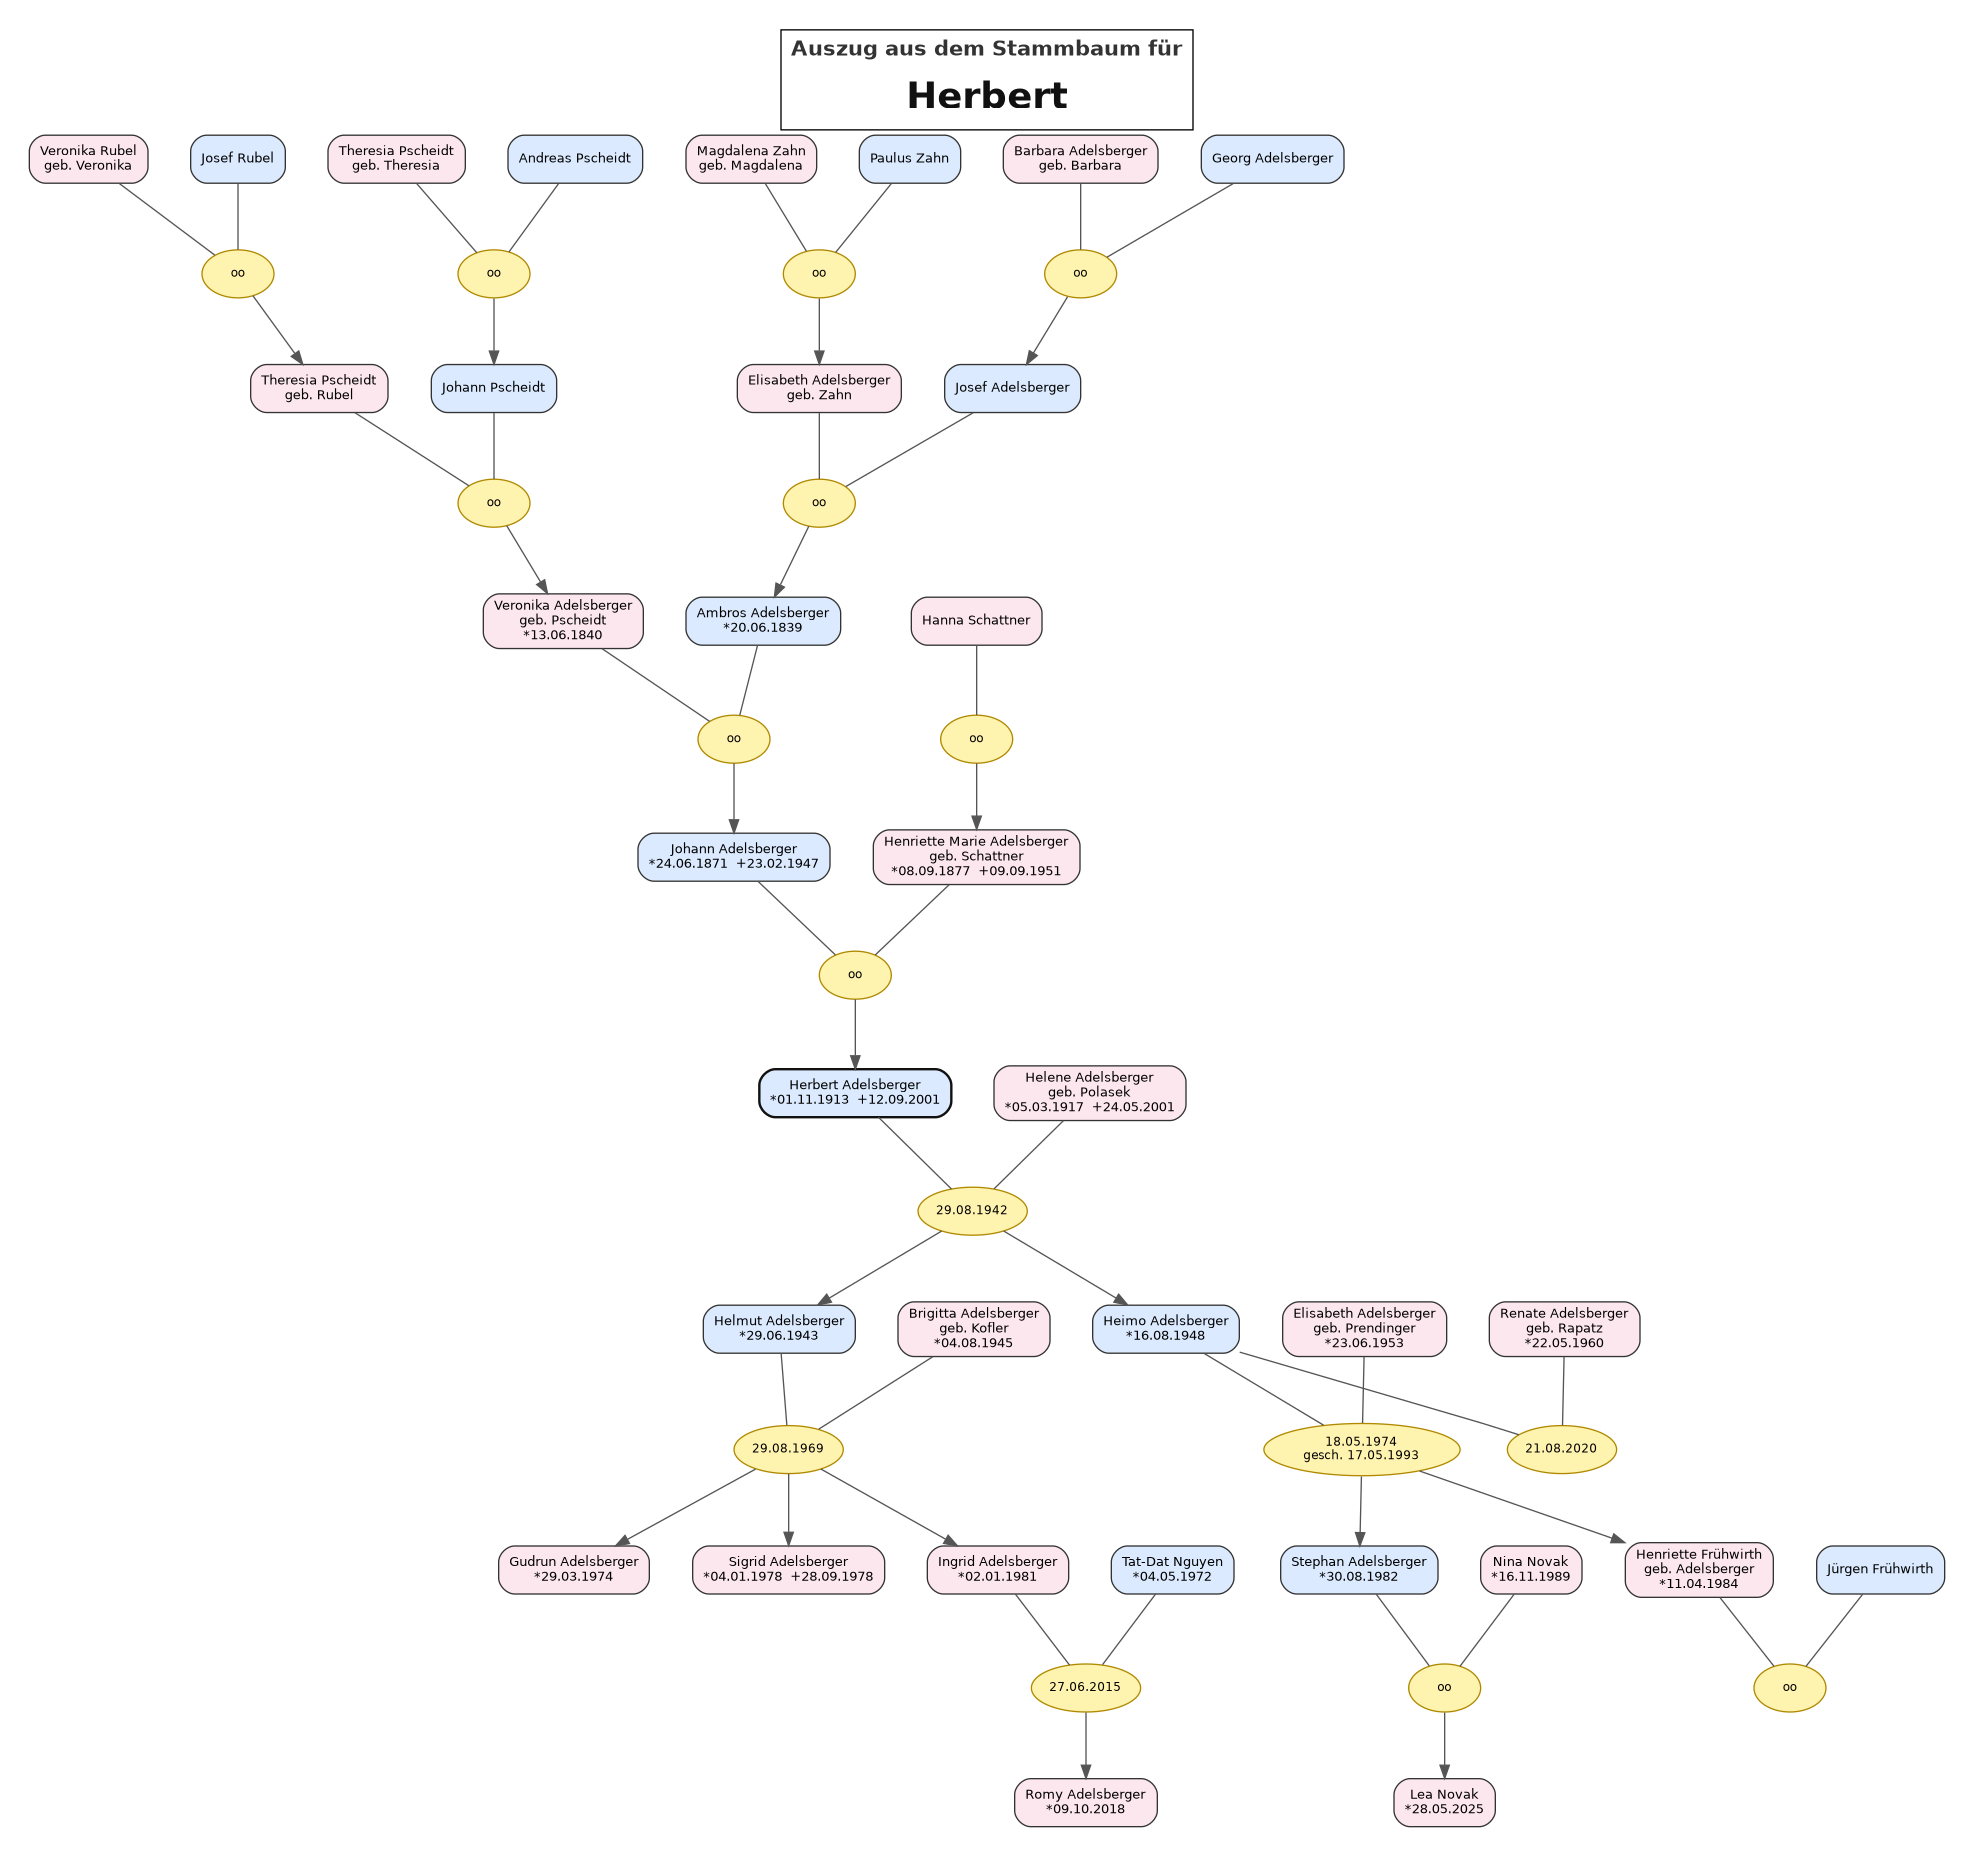 Auszug aus dem Stammbaum für
Herbert
Veronika Rubel
geb. Veronika
Josef Rubel
Theresia Pscheidt
geb. Theresia
Andreas Pscheidt
Magdalena Zahn
geb. Magdalena
Paulus Zahn
Barbara Adelsberger
geb. Barbara
Georg Adelsberger
oo
oo
oo
oo
Theresia Pscheidt
geb. Rubel
Johann Pscheidt
Elisabeth Adelsberger
geb. Zahn
Josef Adelsberger
oo
oo
Veronika Adelsberger
geb. Pscheidt
*13.06.1840
Ambros Adelsberger
*20.06.1839
Hanna Schattner
oo
oo
Johann Adelsberger
*24.06.1871  +23.02.1947
Henriette Marie Adelsberger
geb. Schattner
*08.09.1877  +09.09.1951
oo
Herbert Adelsberger
*01.11.1913  +12.09.2001
Helene Adelsberger
geb. Polasek
*05.03.1917  +24.05.2001
29.08.1942
Helmut Adelsberger
*29.06.1943
Brigitta Adelsberger
geb. Kofler
*04.08.1945
Heimo Adelsberger
*16.08.1948
Elisabeth Adelsberger
geb. Prendinger
*23.06.1953
Renate Adelsberger
geb. Rapatz
*22.05.1960
29.08.1969
18.05.1974
gesch. 17.05.1993
21.08.2020
Gudrun Adelsberger
*29.03.1974
Sigrid Adelsberger
*04.01.1978  +28.09.1978
Ingrid Adelsberger
*02.01.1981
Tat-Dat Nguyen
*04.05.1972
Stephan Adelsberger
*30.08.1982
Nina Novak
*16.11.1989
Henriette Frühwirth
geb. Adelsberger
*11.04.1984
Jürgen Frühwirth
27.06.2015
oo
oo
Romy Adelsberger
*09.10.2018
Lea Novak
*28.05.2025